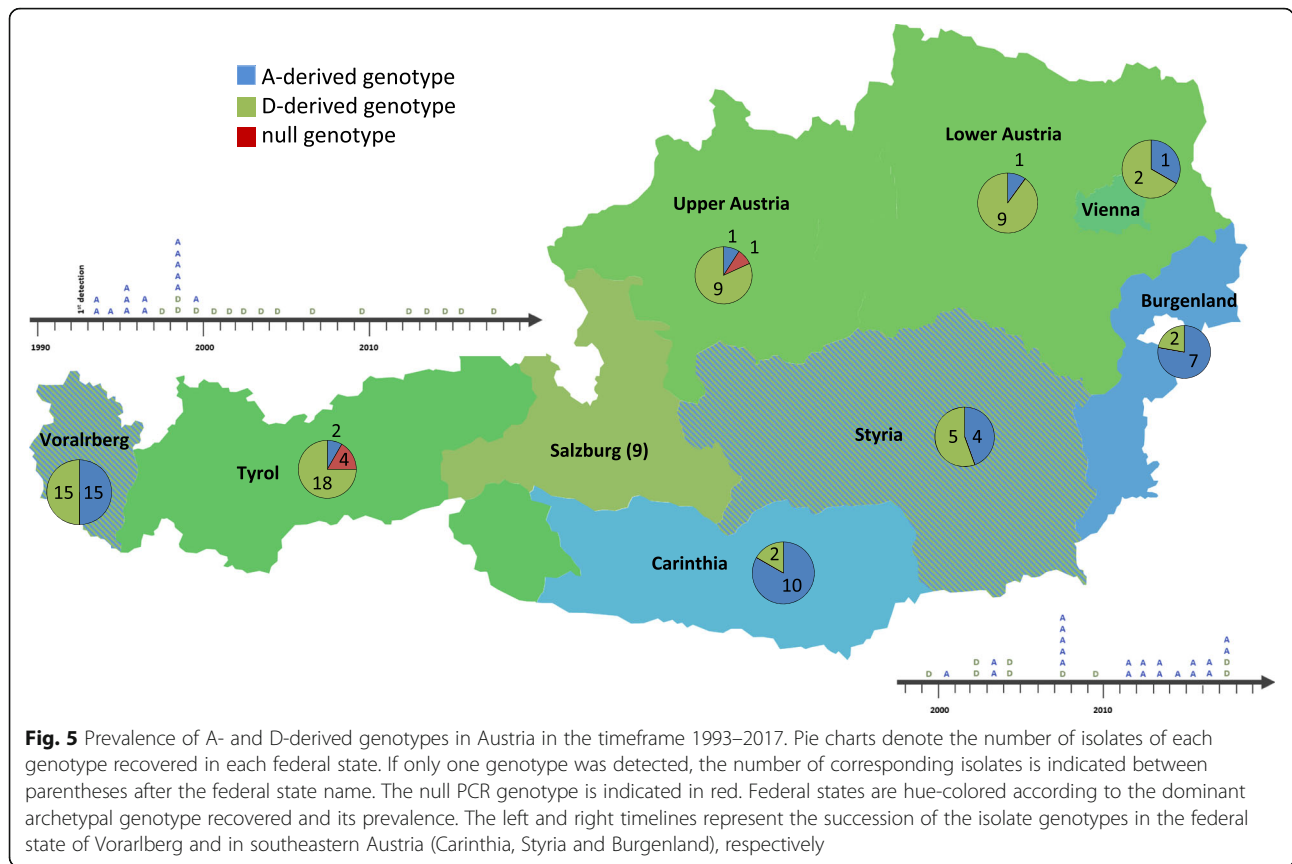 A-derived genotype
D-derived genotype
null genotype
Lower Austria
1
9
1
2
Vienna
Upper Austria
1
1
9
Burgenland
2
7
1st detection
A
A
A
A
A
A
A
A
A
D
A
A
A
A
A
D
D
A
D
D
D
D
D
D
D
D
D
D
D
D
D
1990
2000
2010
Voralrberg
15
15
Tyrol
2
4
18
Salzburg (9)
Styria
5
4
Carinthia
2
10
D
A
D
D
A
A
D
D
A
A
A
A
A
D
D
A
A
A
A
A
A
A
A
A
A
A
A
A
D
D
2000
2010
Fig. 5 Prevalence of A- and D-derived genotypes in Austria in the timeframe 1993–2017. Pie charts denote the number of isolates of each
genotype recovered in each federal state. If only one genotype was detected, the number of corresponding isolates is indicated between
parentheses after the federal state name. The null PCR genotype is indicated in red. Federal states are hue-colored according to the dominant
archetypal genotype recovered and its prevalence. The left and right timelines represent the succession of the isolate genotypes in the federal
state of Vorarlberg and in southeastern Austria (Carinthia, Styria and Burgenland), respectively